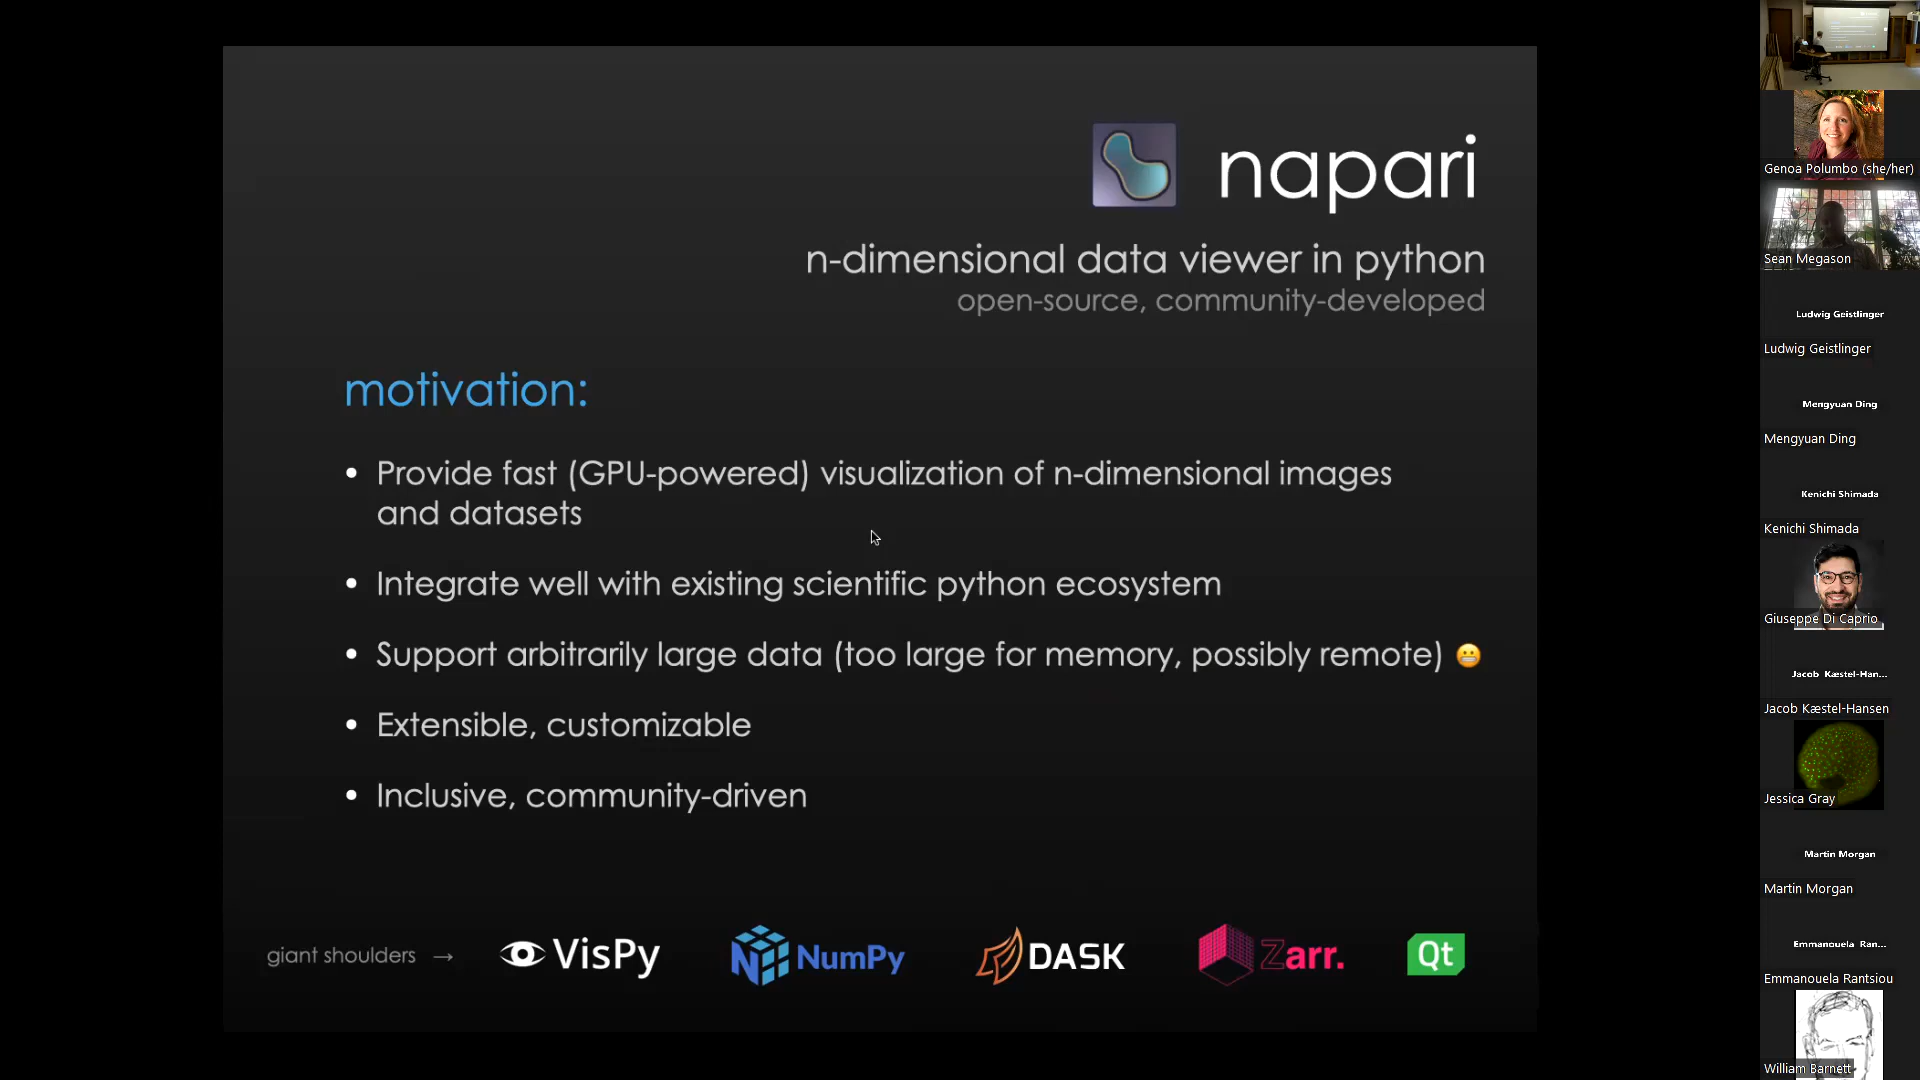 napari
n-dimensional data viewer in python
open-source, community-developed
motivation:
• Provide fast (GPU-powered) visualization of n-dimensional images
and datasets
• Integrate well with existing scientific python ecosystem
• Support arbitrarily large data (too large for memory, possibly remote) 😬
• Extensible, customizable
• Inclusive, community-driven
giant shoulders →
VisPy
NumPy
DASK
Zarr.
Qt
Genoa Polumbo (she/her)
Sean Megason
Ludwig Geistlinger
Ludwig Geistlinger
Mengyuan Ding
Mengyuan Ding
Kenichi Shimada
Kenichi Shimada
Giuseppe Di Caprio
Jacob Kæstel-Han...
Jacob Kæstel-Hansen
Jessica Gray
Martin Morgan
Martin Morgan
Emmanouela Ran...
Emmanouela Rantsiou
William Barnett